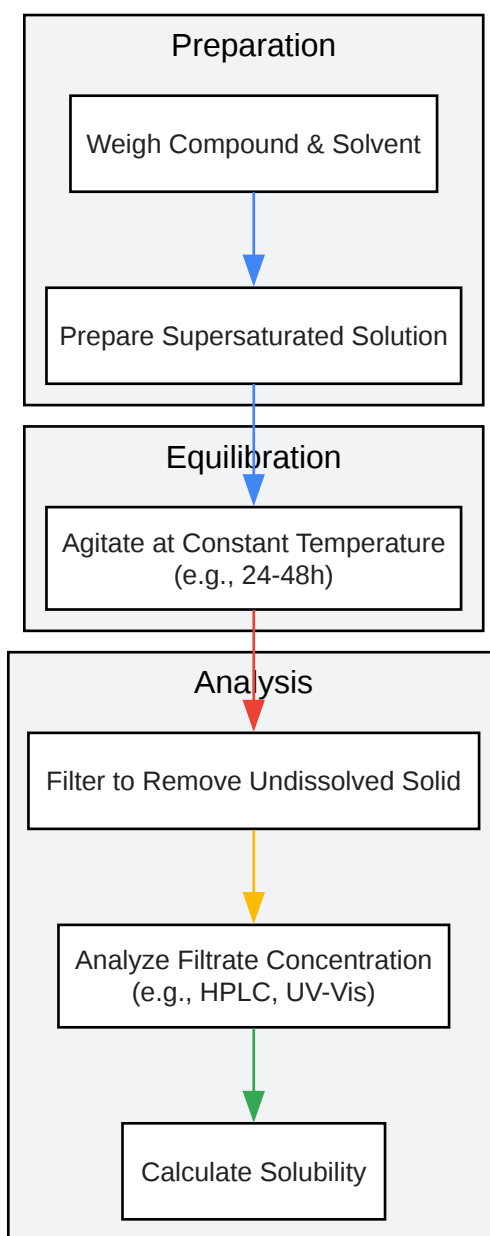 Preparation
Weigh Compound & Solvent
Prepare Supersaturated Solution
Equilibration
Agitate at Constant Temperature
(e.g., 24-48h)
Analysis
Filter to Remove Undissolved Solid
Analyze Filtrate Concentration
(e.g., HPLC, UV-Vis)
Calculate Solubility